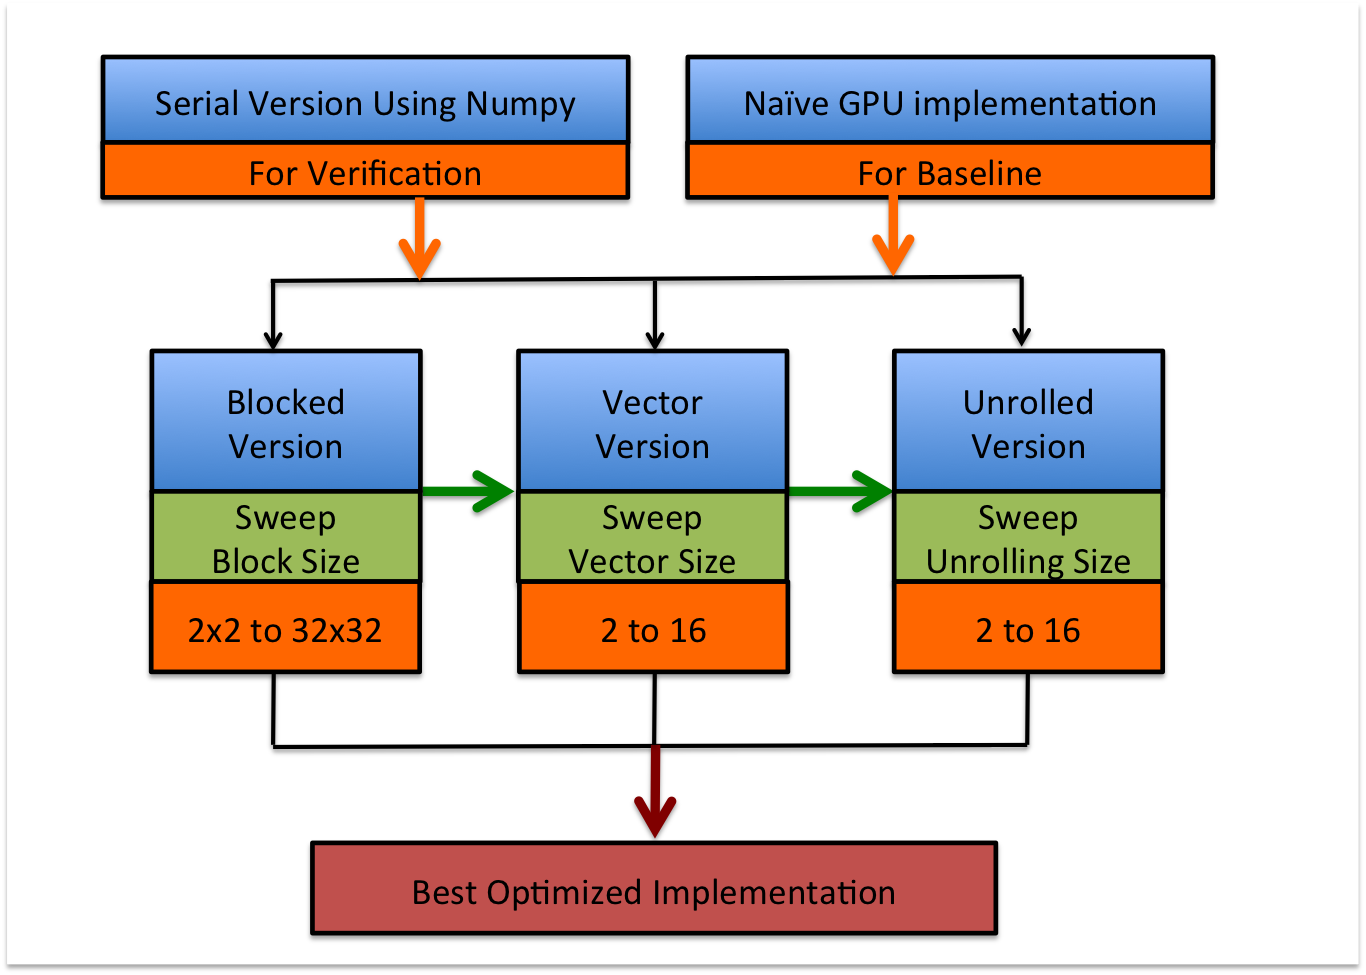 Serial Version Using Numpy
Naïve GPU implementation
For Verification
For Baseline
Blocked
Version
Vector
Version
Unrolled
Version
Sweep
Block Size
Sweep
Vector Size
Sweep
Unrolling Size
2x2 to 32x32
2 to 16
2 to 16
Best Optimized Implementation